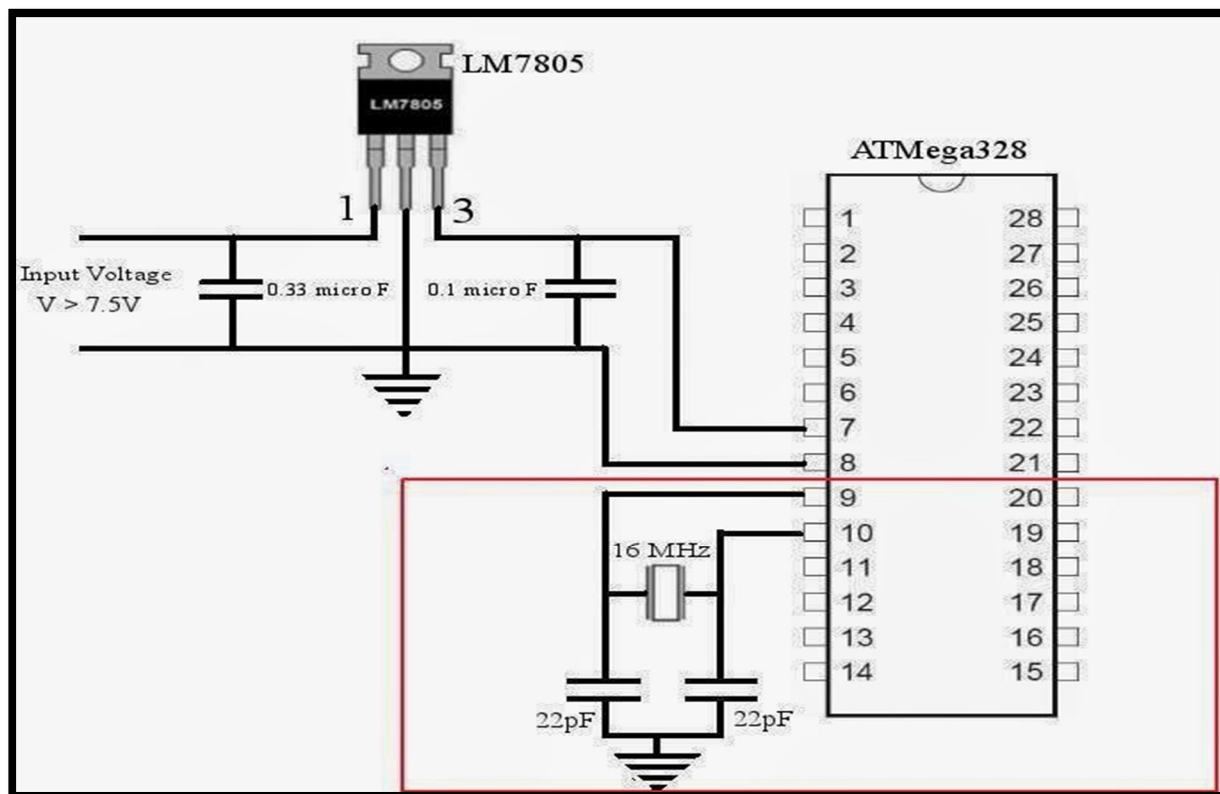 LM7805
LM7805
ATMega328
1
3
Input Voltage
V > 7.5V
0.33 micro F
0.1 micro F
1 28
2 27
3 26
4 25
5 24
6 23
7 22
8 21
9 20
10 19
11 18
12 17
13 16
14 15
16 MHz
22pF
22pF